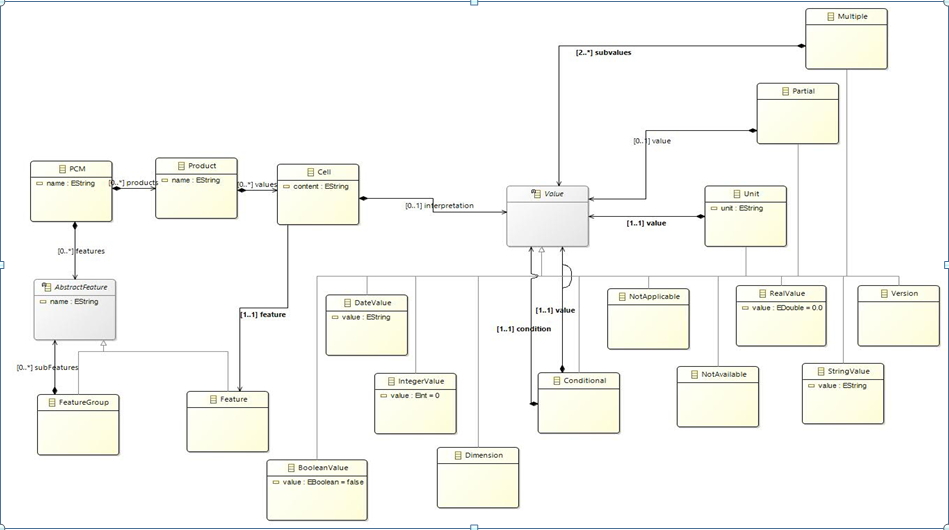 Multiple
[2..*] subvalues
Partial
[0..1] value
PCM
name : EString
[0..*] products
Product
name : EString
[0..*] values
Cell
content : EString
[0..1] interpretation
Value
Unit
unit : EString
[1..1] value
[0..*] features
AbstractFeature
name : EString
[1..1] feature
DateValue
value : EString
[1..1] value
[1..1] condition
NotApplicable
RealValue
value : EDouble = 0.0
Version
[0..*] subFeatures
FeatureGroup
Feature
IntegerValue
value : EInt = 0
Conditional
NotAvailable
StringValue
value : EString
BooleanValue
value : EBoolean = false
Dimension